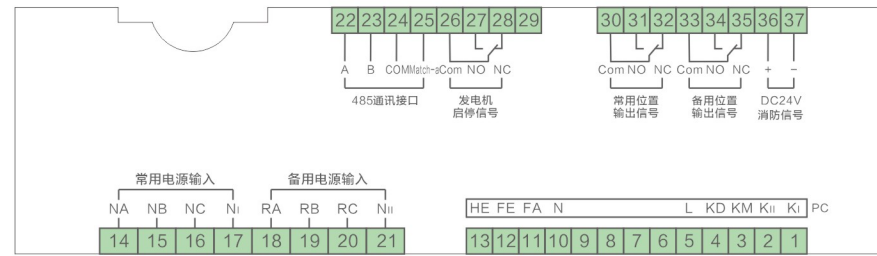 22 23 24 25 26 27 28 29 30 31 32 33 34 35 36 37
A B COM Match-a Com NO NC Com NO NC Com NO NC + -
485通讯接口 发电机 常用位置 备用位置 DC24V
启停信号 输出信号 输出信号 消防信号
常用电源输入 备用电源输入
NA NB NC NI RA RB RC NII HE FE FA N L KD KM KII KI PC
14 15 16 17 18 19 20 21 13 12 11 10 9 8 7 6 5 4 3 2 1